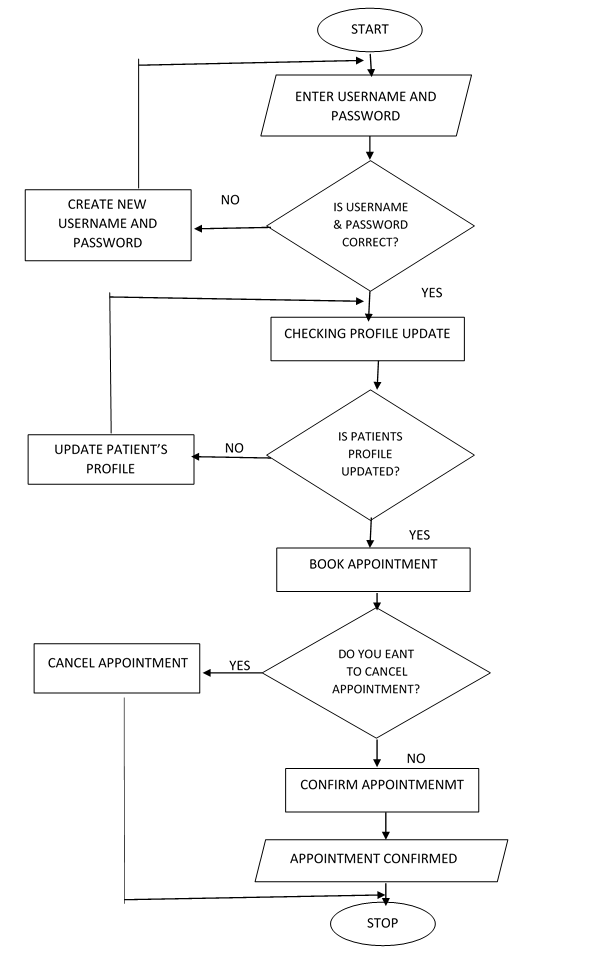 START
ENTER USERNAME AND
PASSWORD
IS USERNAME
& PASSWORD
CORRECT?
NO
CREATE NEW
USERNAME AND
PASSWORD
YES
CHECKING PROFILE UPDATE
IS PATIENTS
PROFILE
UPDATED?
NO
UPDATE PATIENT’S
PROFILE
YES
BOOK APPOINTMENT
DO YOU EANT
TO CANCEL
APPOINTMENT?
YES
CANCEL APPOINTMENT
NO
CONFIRM APPOINTMENMT
APPOINTMENT CONFIRMED
STOP